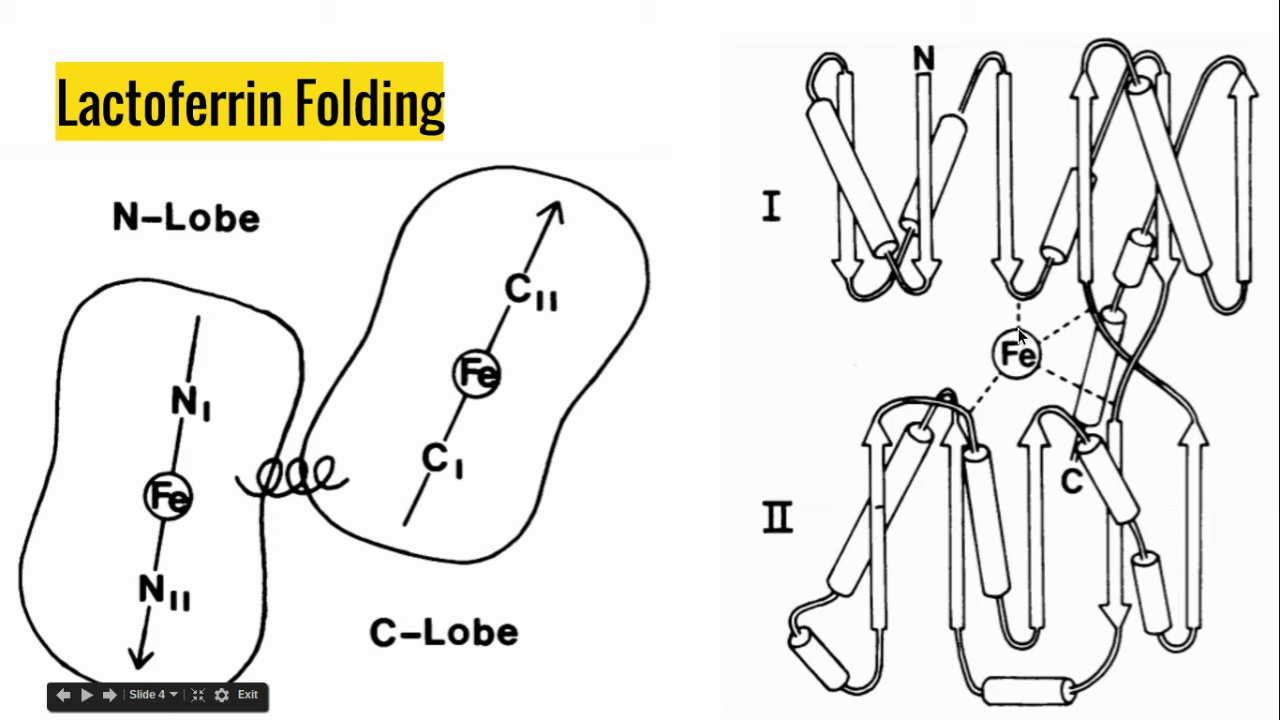 Lactoferrin Folding
N-Lobe
N I
Fe
N II
C II
Fe
C I
C-Lobe
N
I
Fe
II
C
Slide 4
Exit